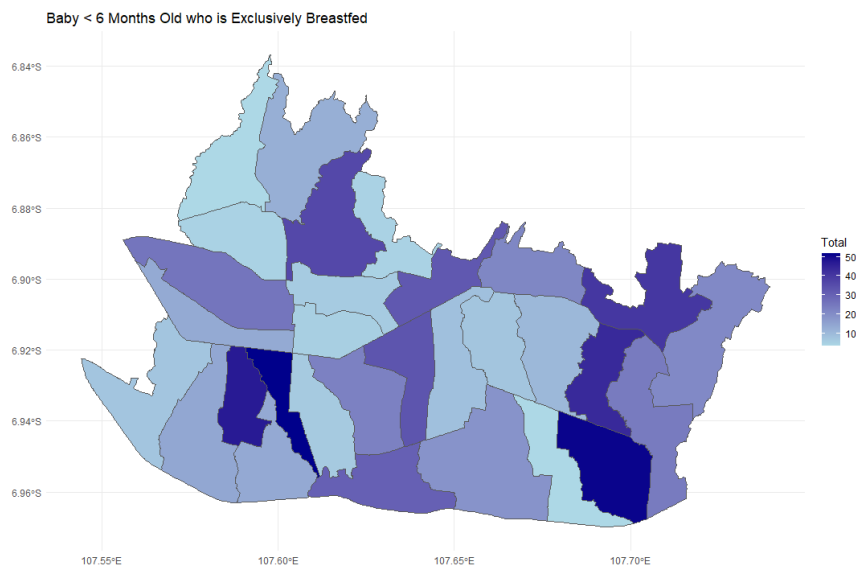 Baby < 6 Months Old who is Exclusively Breastfed
6.84°S
6.86°S
6.88°S
6.90°S
6.92°S
6.94°S
6.96°S
107.55°E
107.60°E
107.65°E
107.70°E
Total
50
40
30
20
10